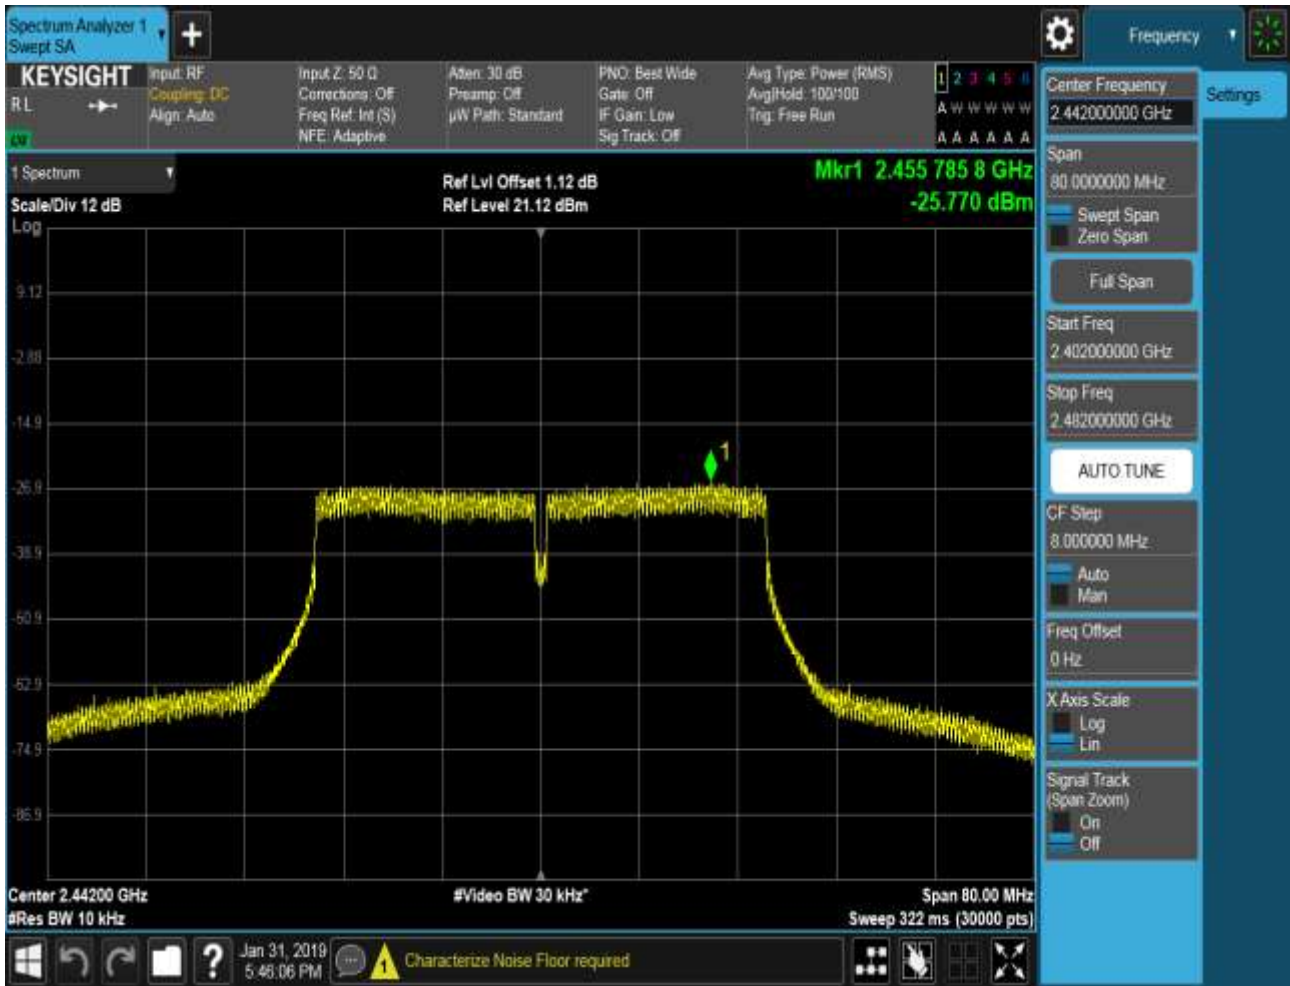 Spectrum Analyzer 1
Swept SA
+
Frequency
KEYSIGHT
R L
Input: RF
Coupling: DC
Align: Auto
Input Z: 50 Ω
Corrections: Off
Freq Ref: Int (S)
NFE: Adaptive
Atten: 30 dB
Preamp: Off
µW Path: Standard
PNO: Best Wide
Gate: Off
IF Gain: Low
Sig Track: Off
Avg Type: Power (RMS)
Avg|Hold: 100/100
Trig: Free Run
1 2 3 4 5 6
A W W W W W
A A A A A A
1 Spectrum
Scale/Div 12 dB
Log
Ref Lvl Offset 1.12 dB
Ref Level 21.12 dBm
Mkr1 2.455 785 8 GHz
-25.770 dBm
9.12
-2.88
-14.9
-26.9
-38.9
-50.9
-62.9
-74.9
-86.9
1
Center 2.44200 GHz
#Res BW 10 kHz
#Video BW 30 kHz*
Span 80.00 MHz
Sweep 322 ms (30000 pts)
Center Frequency
2.442000000 GHz
Settings
Span
80.0000000 MHz
Swept Span
Zero Span
Full Span
Start Freq
2.402000000 GHz
Stop Freq
2.482000000 GHz
AUTO TUNE
CF Step
8.000000 MHz
Auto
Man
Freq Offset
0 Hz
X Axis Scale
Log
Lin
Signal Track
(Span Zoom)
On
Off
?
Jan 31, 2019
5:46:06 PM
1
Characterize Noise Floor required